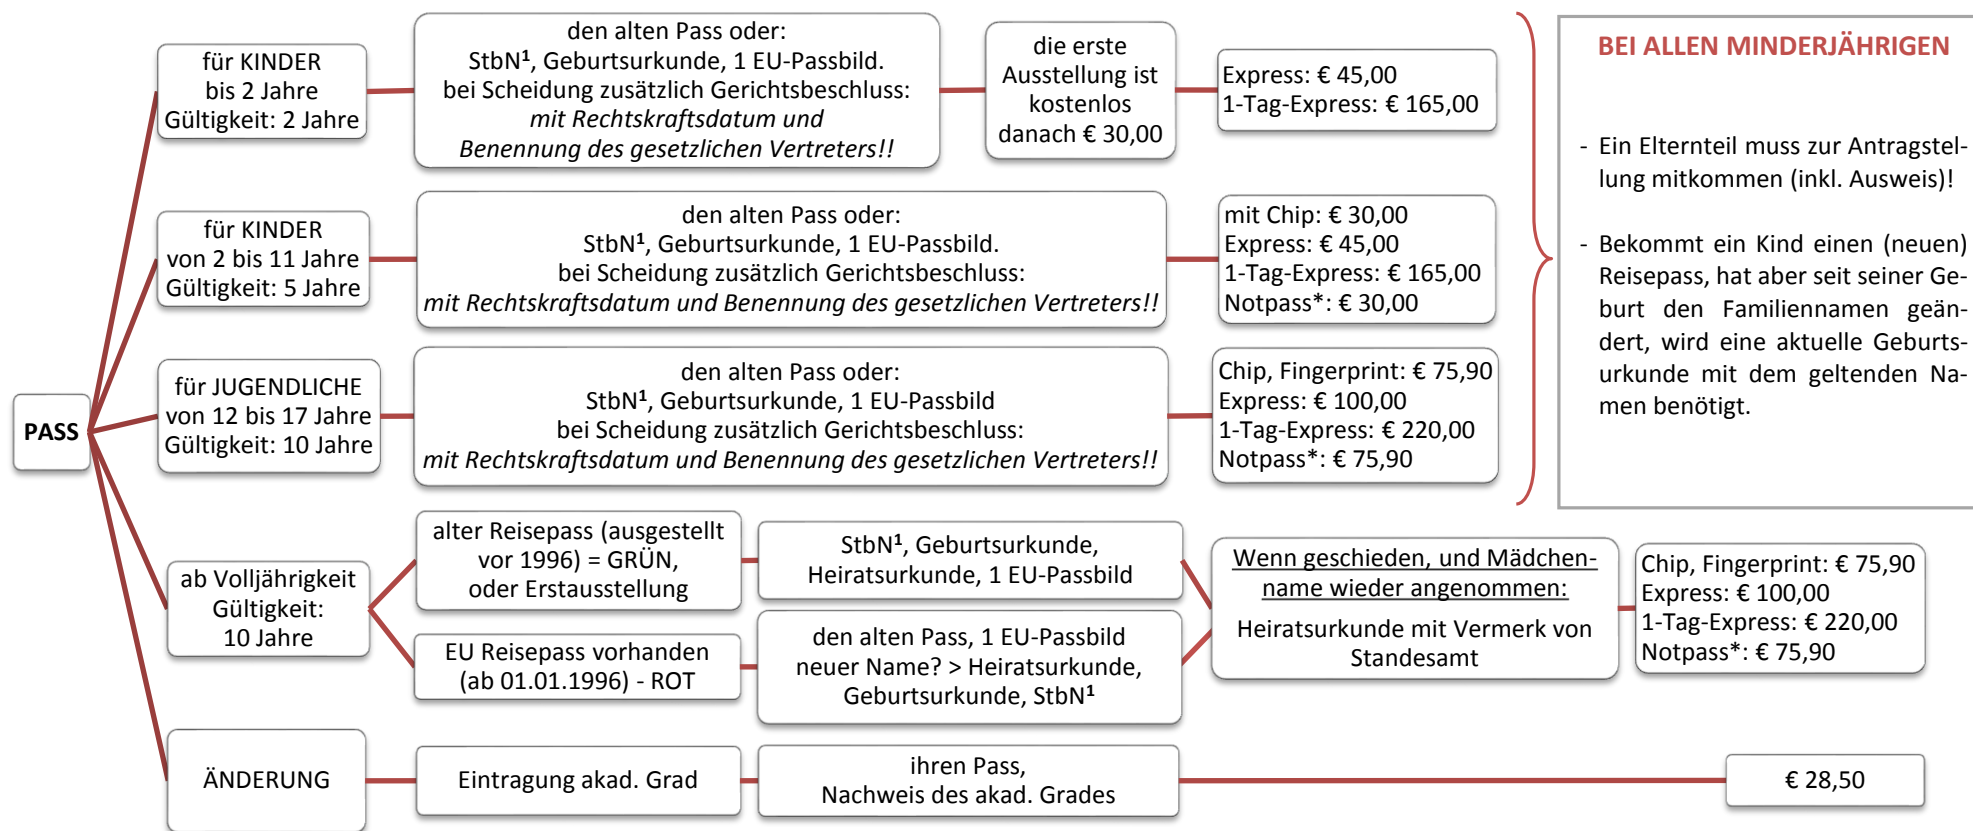 PASS
für KINDER
bis 2 Jahre
Gültigkeit: 2 Jahre
den alten Pass oder:
StbN¹, Geburtsurkunde, 1 EU-Passbild.
bei Scheidung zusätzlich Gerichtsbeschluss:
mit Rechtskraftsdatum und
Benennung des gesetzlichen Vertreters!!
die erste
Ausstellung ist
kostenlos
danach € 30,00
Express: € 45,00
1-Tag-Express: € 165,00
für KINDER
von 2 bis 11 Jahre
Gültigkeit: 5 Jahre
den alten Pass oder:
StbN¹, Geburtsurkunde, 1 EU-Passbild.
bei Scheidung zusätzlich Gerichtsbeschluss:
mit Rechtskraftsdatum und Benennung des gesetzlichen Vertreters!!
mit Chip: € 30,00
Express: € 45,00
1-Tag-Express: € 165,00
Notpass*: € 30,00
für JUGENDLICHE
von 12 bis 17 Jahre
Gültigkeit: 10 Jahre
den alten Pass oder:
StbN¹, Geburtsurkunde, 1 EU-Passbild
bei Scheidung zusätzlich Gerichtsbeschluss:
mit Rechtskraftsdatum und Benennung des gesetzlichen Vertreters!!
Chip, Fingerprint: € 75,90
Express: € 100,00
1-Tag-Express: € 220,00
Notpass*: € 75,90
BEI ALLEN MINDERJÄHRIGEN
- Ein Elternteil muss zur Antragstel-
lung mitkommen (inkl. Ausweis)!
- Bekommt ein Kind einen (neuen)
Reisepass, hat aber seit seiner Ge-
burt den Familiennamen geän-
dert, wird eine aktuelle Geburts-
urkunde mit dem geltenden Na-
men benötigt.
ab Volljährigkeit
Gültigkeit:
10 Jahre
alter Reisepass (ausgestellt
vor 1996) = GRÜN,
oder Erstausstellung
StbN¹, Geburtsurkunde,
Heiratsurkunde, 1 EU-Passbild
EU Reisepass vorhanden
(ab 01.01.1996) - ROT
den alten Pass, 1 EU-Passbild
neuer Name? > Heiratsurkunde,
Geburtsurkunde, StbN¹
Wenn geschieden, und Mädchen-
name wieder angenommen:
Heiratsurkunde mit Vermerk von
Standesamt
Chip, Fingerprint: € 75,90
Express: € 100,00
1-Tag-Express: € 220,00
Notpass*: € 75,90
ÄNDERUNG
Eintragung akad. Grad
ihren Pass,
Nachweis des akad. Grades
€ 28,50